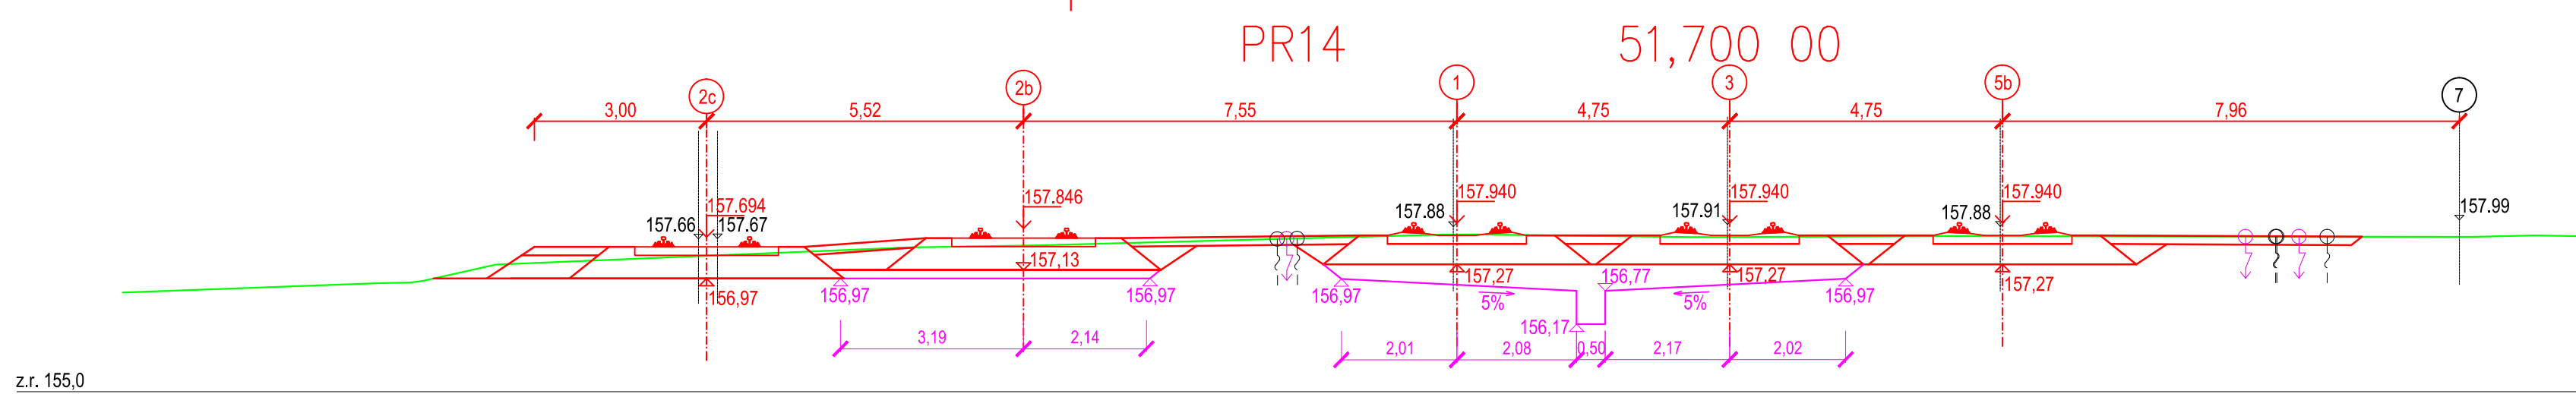 PR14 51,700 00
2c 2b 1 3 5b 7
3,00 5,52 7,55 4,75 4,75 7,96
157.694 157.846 157.940 157.940 157.940
157.66 157.67 157.88 157.91 157.88 157.99
157,13 157,27 156,77 157,27 157,27
156,97 156,97 156,97 156,97 5% 5% 156,97
156,17
3,19 2,14 2,01 2,08 0,50 2,17 2,02
z.r. 155,0